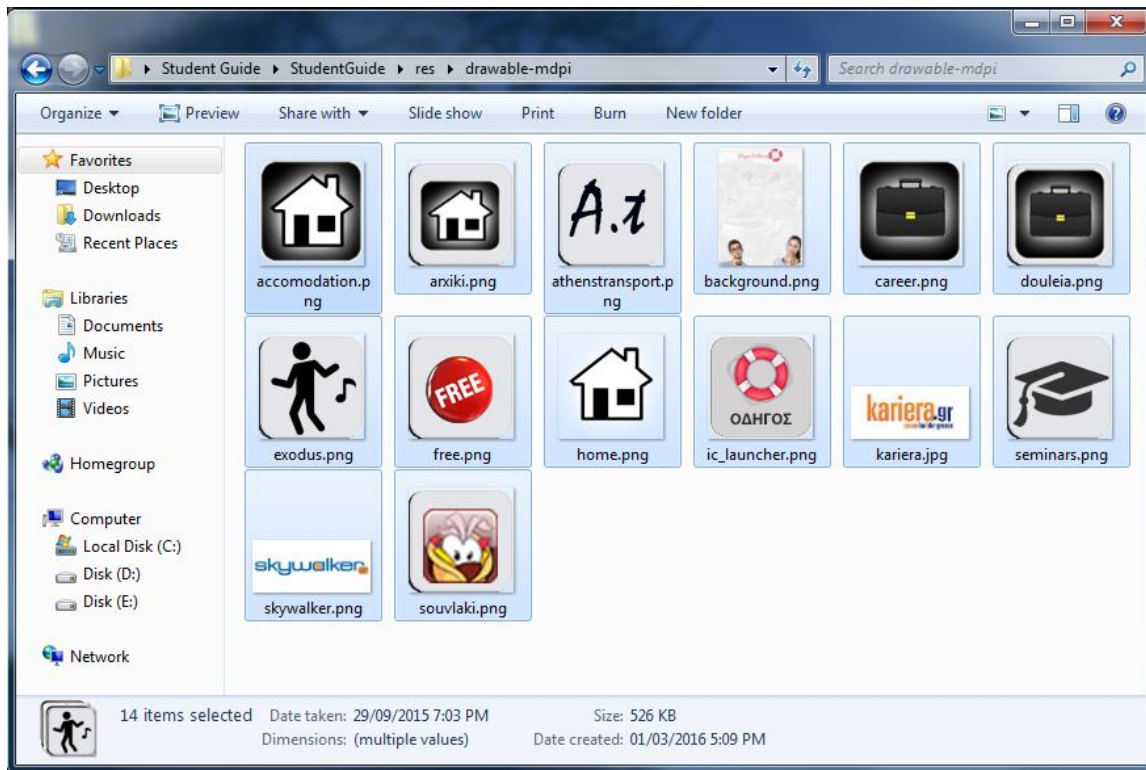 Student Guide ▸ StudentGuide ▸ res ▸ drawable-mdpi
Search drawable-mdpi
Organize Preview Share with Slide show Print Burn New folder
Favorites
Desktop
Downloads
Recent Places
Libraries
Documents
Music
Pictures
Videos
Homegroup
Computer
Local Disk (C:)
Disk (D:)
Disk (E:)
Network
A.t
accomodation.p
ng
arxiki.png
athenstransport.p
ng
background.png
career.png
douleia.png
FREE
ΟΔΗΓΟΣ
kariera.gr
exodus.png
free.png
home.png
ic_launcher.png
kariera.jpg
seminars.png
skywalker
skywalker.png
souvlaki.png
14 items selected Date taken: 29/09/2015 7:03 PM Size: 526 KB
Dimensions: (multiple values) Date created: 01/03/2016 5:09 PM